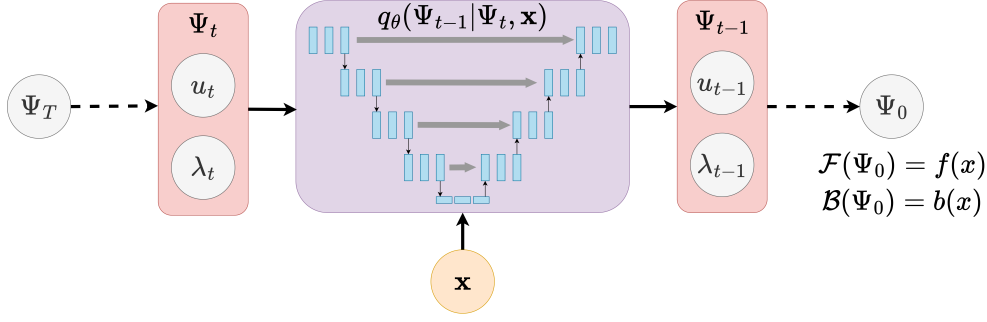 Ψ_T
Ψ_t
u_t
λ_t
q_θ(Ψ_{t−1}|Ψ_t, **x**)
**x**
Ψ_{t−1}
u_{t−1}
λ_{t−1}
Ψ_0
ℱ(Ψ_0) = f(x)
ℬ(Ψ_0) = b(x)